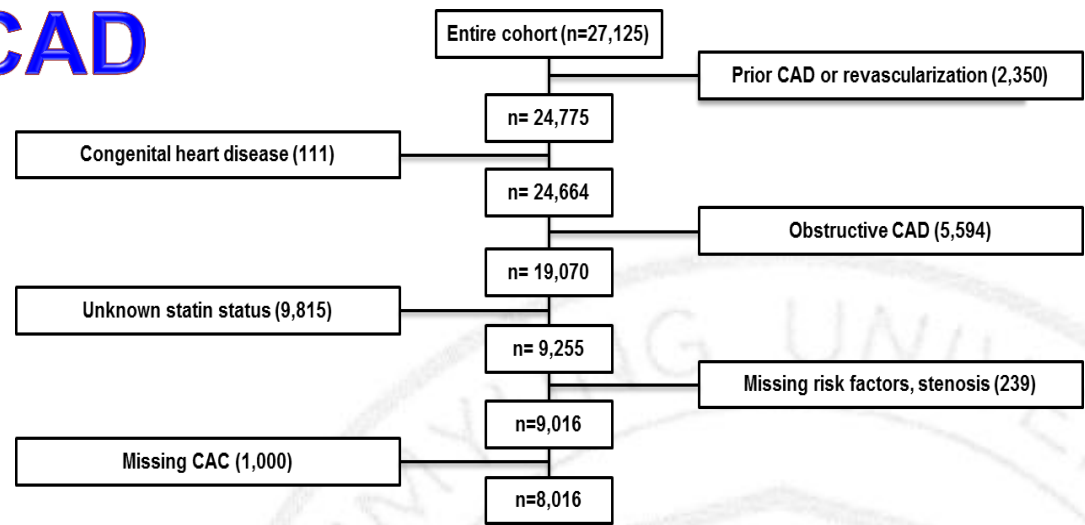 CAD
Entire cohort (n=27,125)
Prior CAD or revascularization (2,350)
n= 24,775
Congenital heart disease (111)
n= 24,664
Obstructive CAD (5,594)
n= 19,070
Unknown statin status (9,815)
n= 9,255
Missing risk factors, stenosis (239)
n=9,016
Missing CAC (1,000)
n=8,016